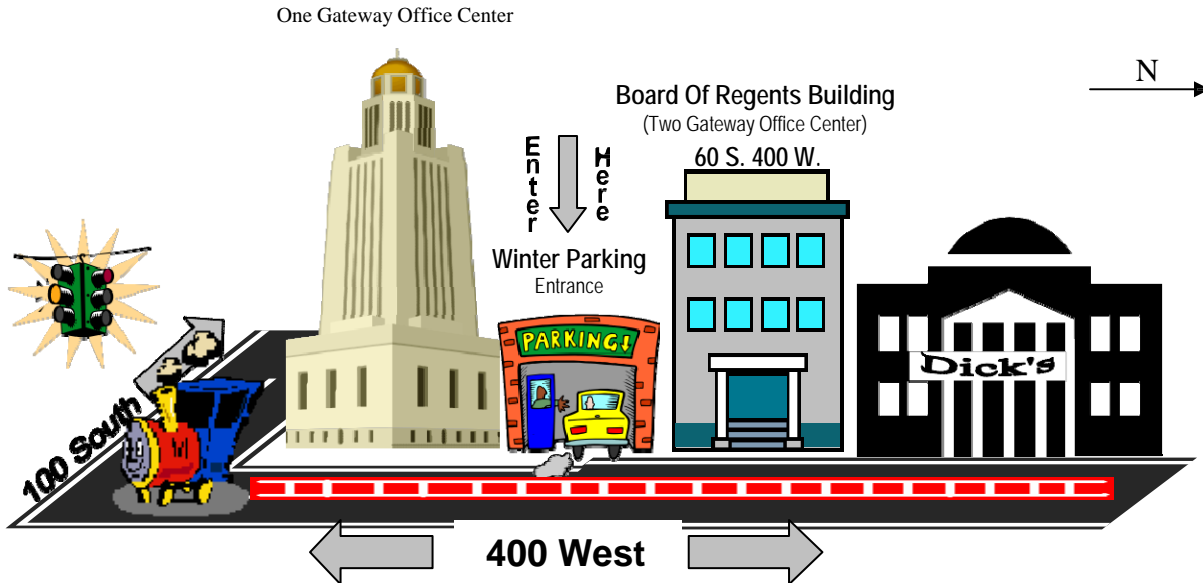 One Gateway Office Center
N
Board Of Regents Building
(Two Gateway Office Center)
60 S. 400 W.
Enter
Here
Winter Parking
Entrance
PARKING↓
Dick's
100 South
400 West